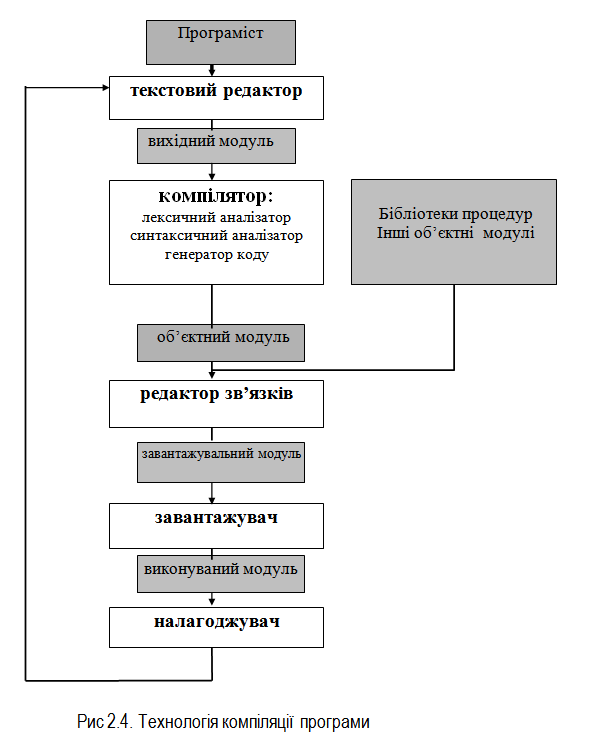 Програміст
текстовий редактор
вихідний модуль
компілятор:
лексичний аналізатор
синтаксичний аналізатор
генератор коду
Бібліотеки процедур
Інші об’єктні модулі
об’єктний модуль
редактор зв’язків
завантажувальний модуль
завантажувач
виконуваний модуль
налагоджувач
Рис 2.4. Технологія компіляції програми